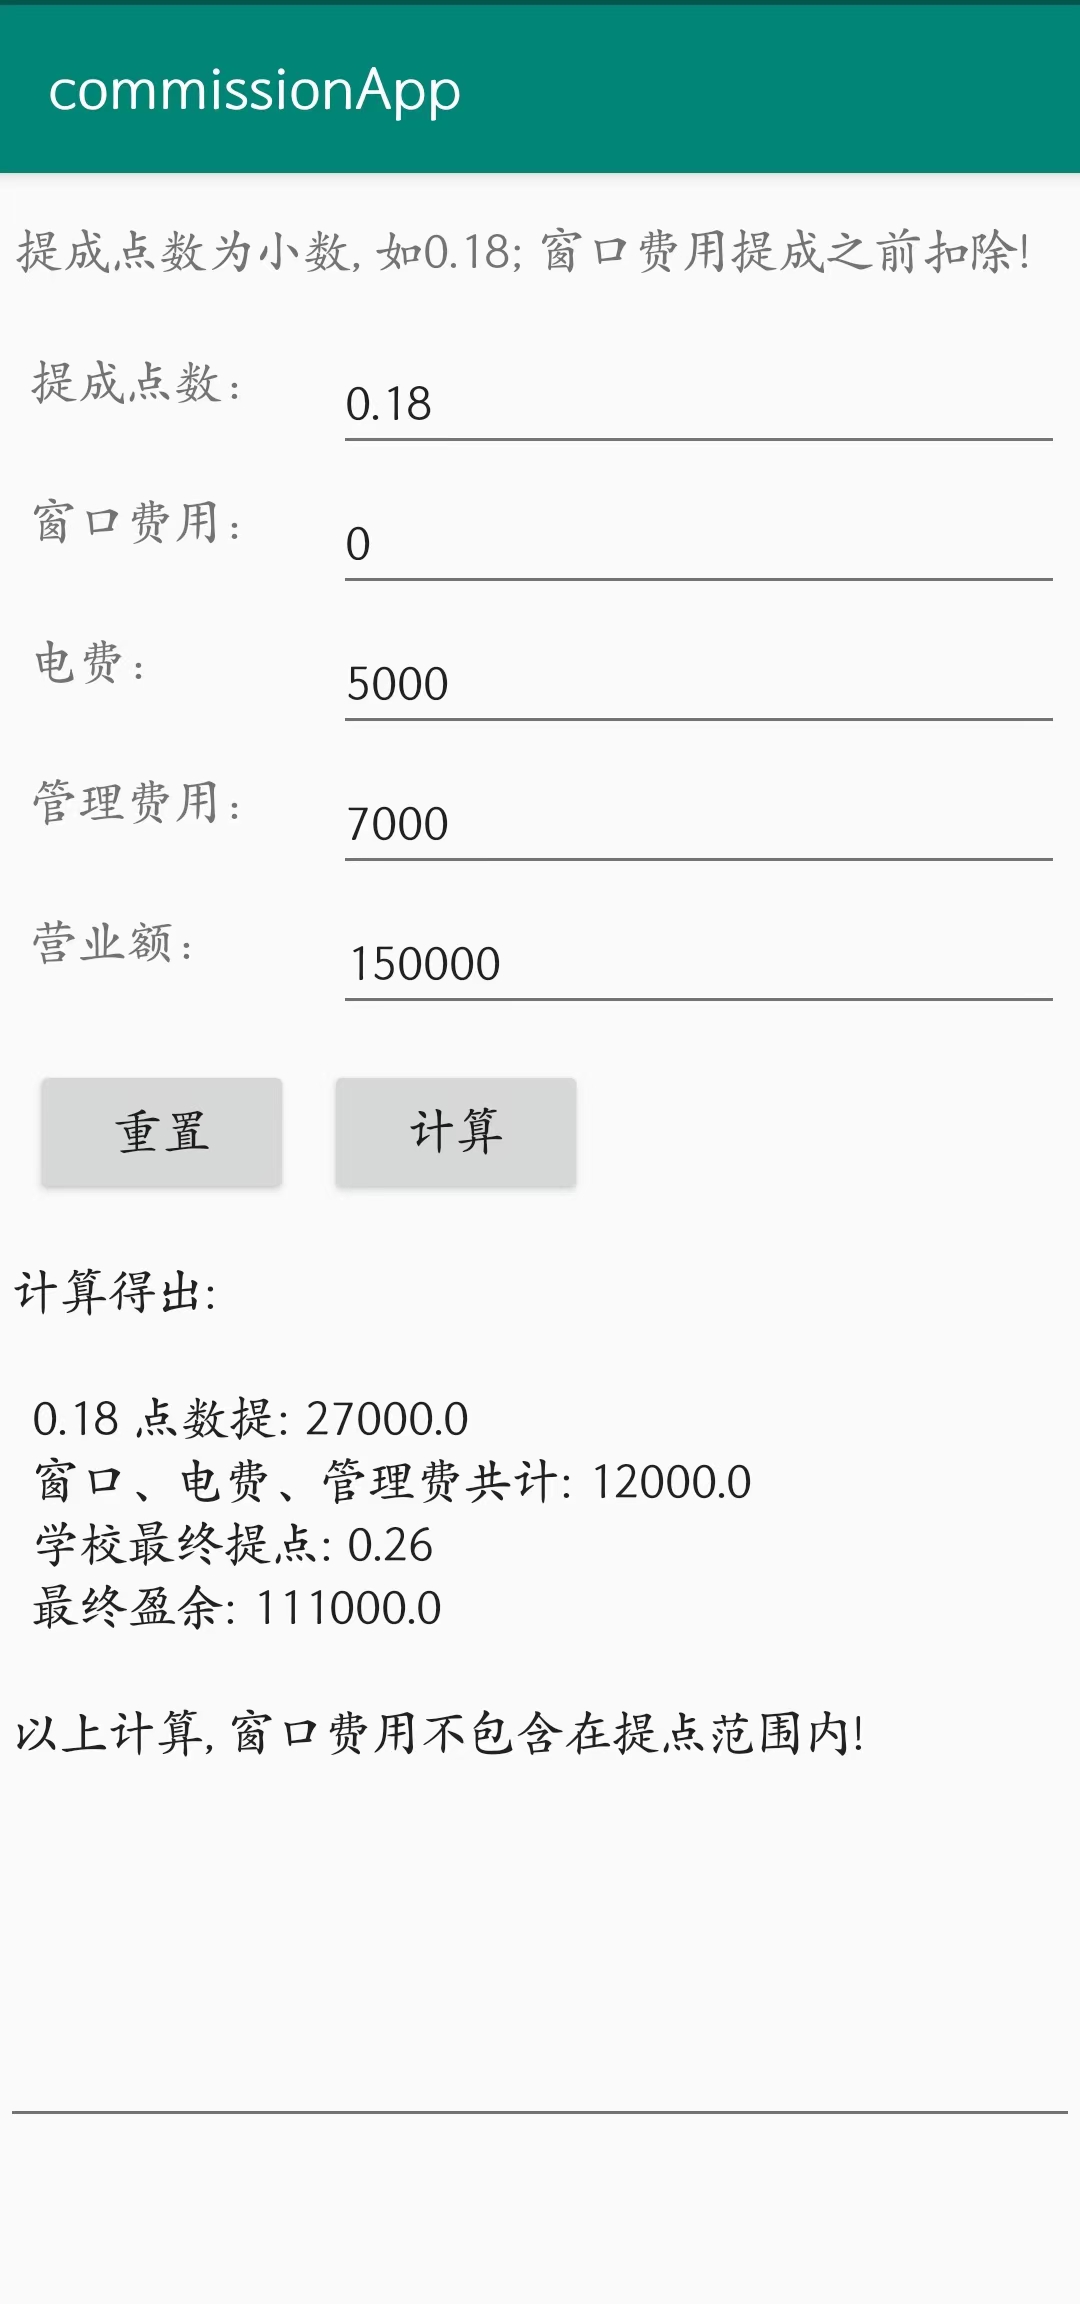 commissionApp
提成点数为小数, 如0.18; 窗口费用提成之前扣除!
提成点数：
0.18
窗口费用：
0
电费：
5000
管理费用：
7000
营业额：
150000
重置 计算
计算得出:
0.18 点数提: 27000.0
窗口、电费、管理费共计: 12000.0
学校最终提点: 0.26
最终盈余: 111000.0
以上计算, 窗口费用不包含在提点范围内!